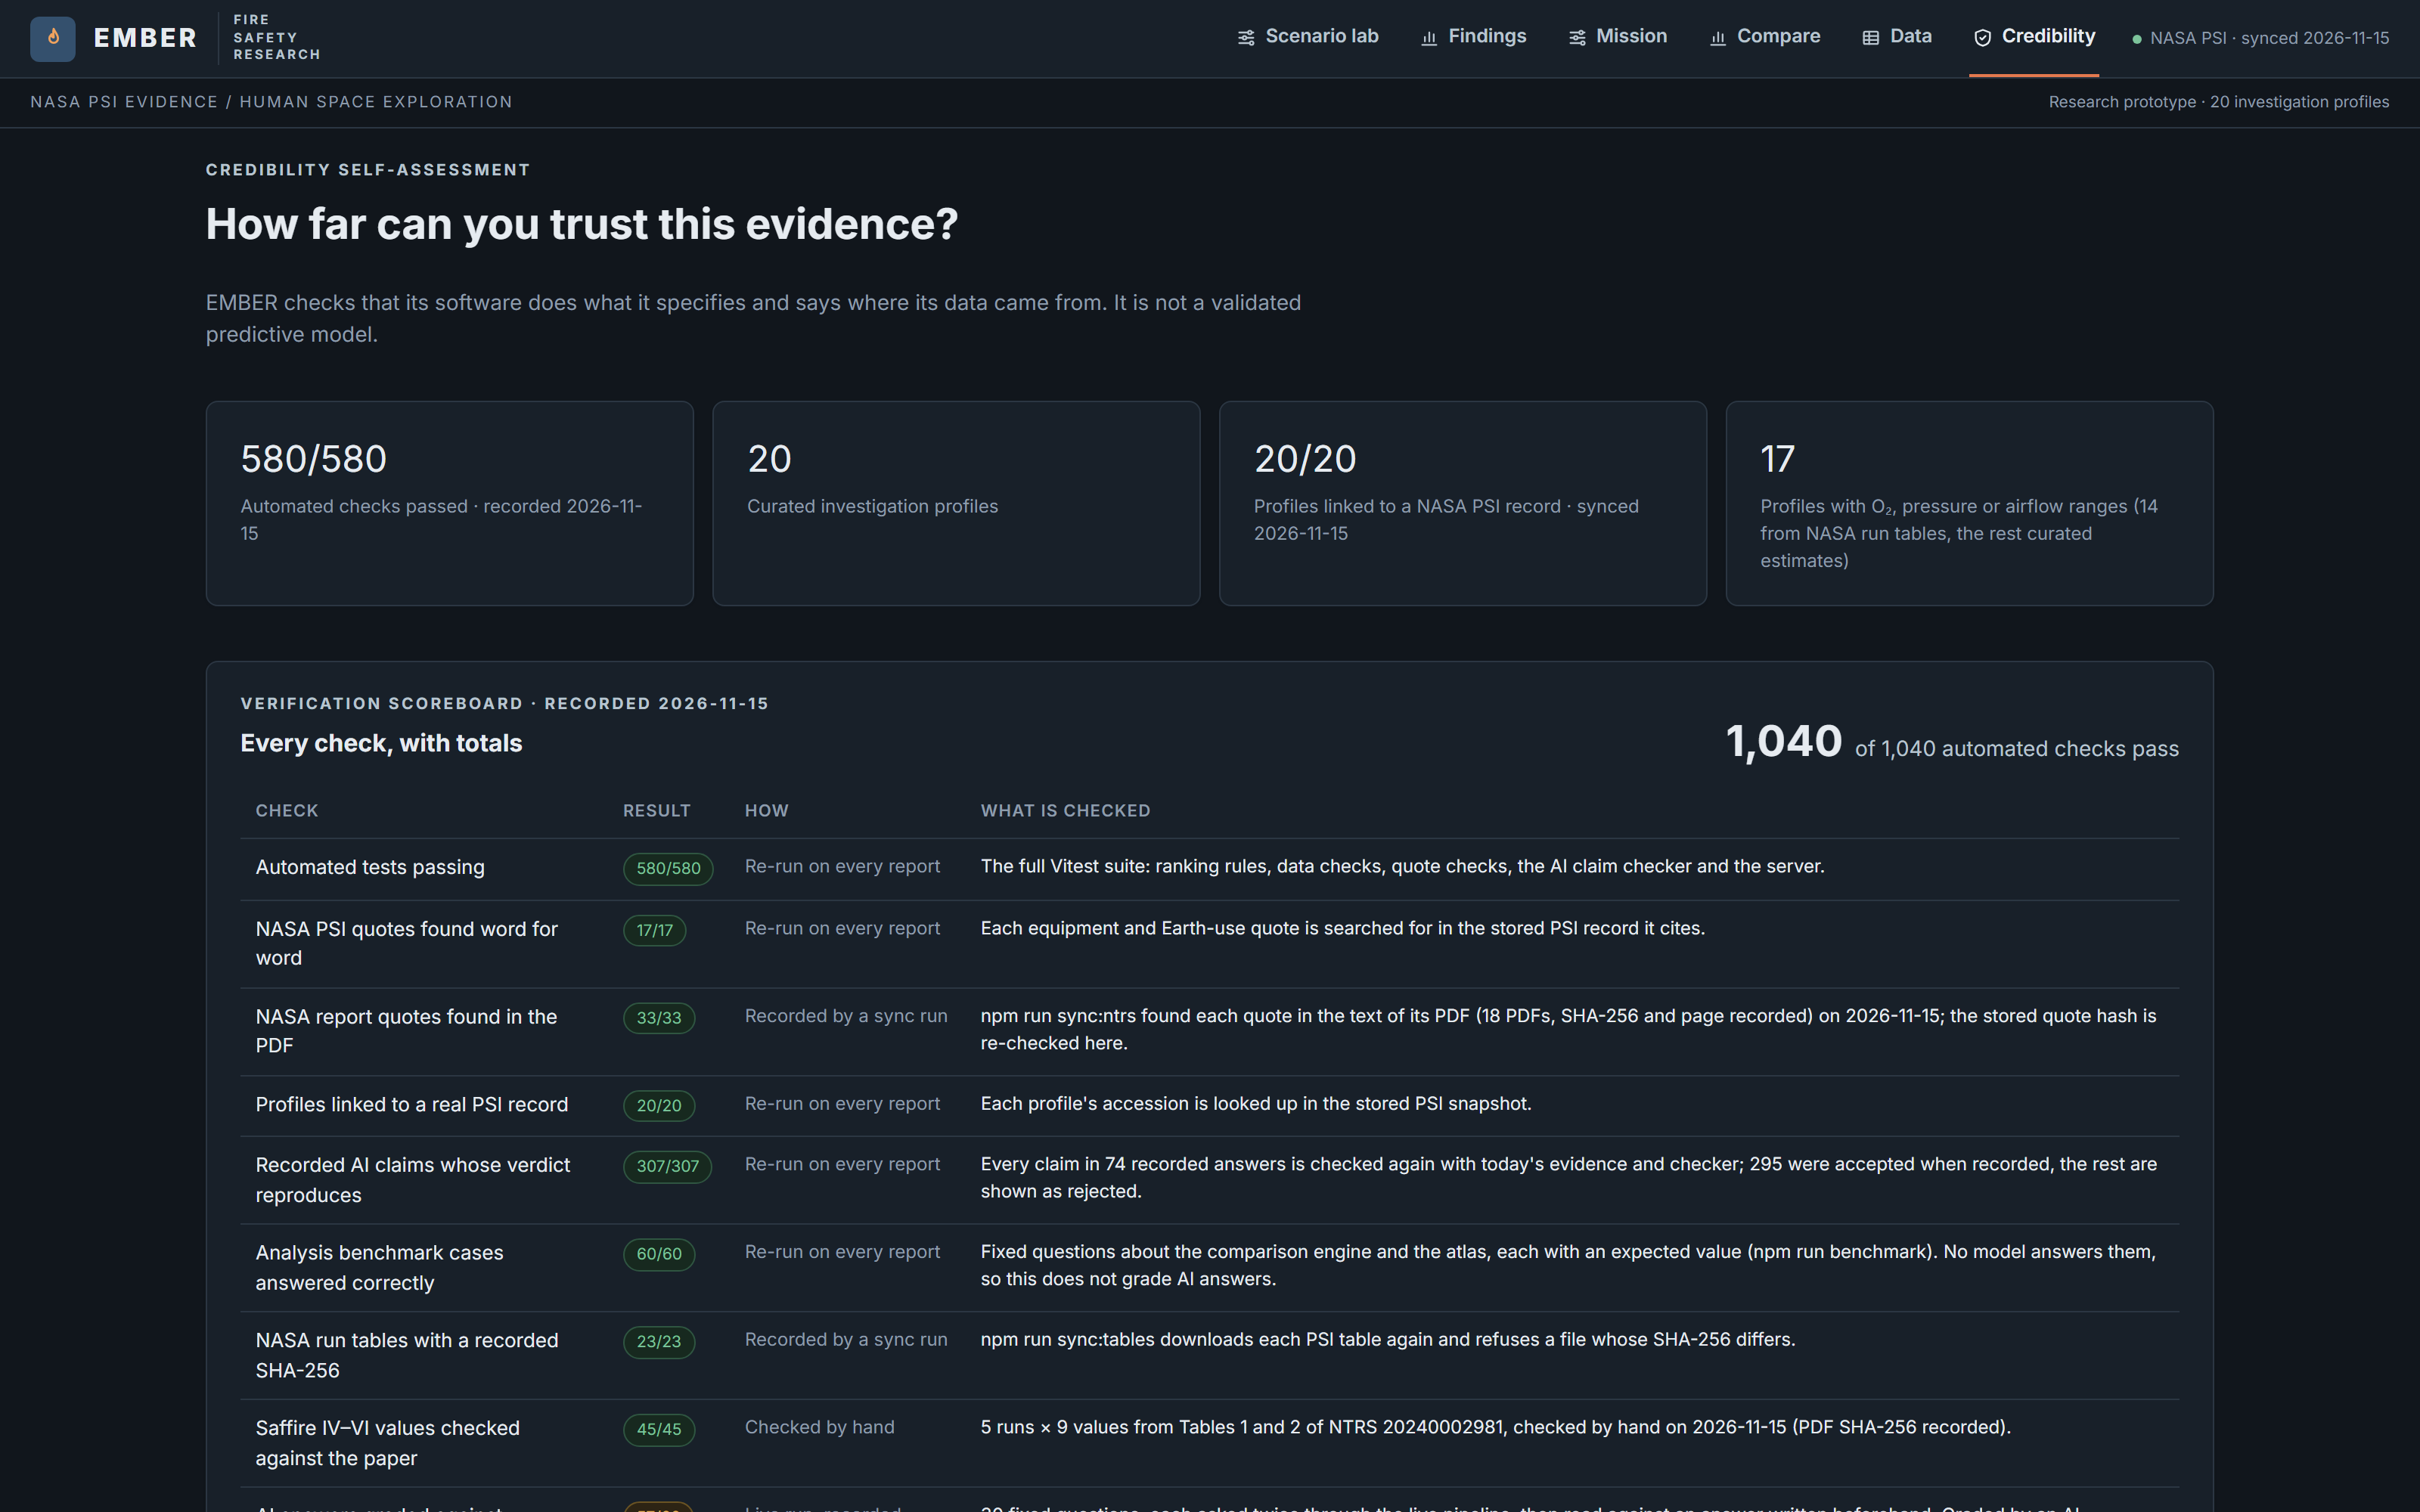 EMBER
FIRE
SAFETY
RESEARCH
Scenario lab
Findings
Mission
Compare
Data
Credibility
NASA PSI · synced 2026-11-15
NASA PSI EVIDENCE / HUMAN SPACE EXPLORATION
Research prototype · 20 investigation profiles
CREDIBILITY SELF-ASSESSMENT
How far can you trust this evidence?
EMBER checks that its software does what it specifies and says where its data came from. It is not a validated
predictive model.
580/580
Automated checks passed · recorded 2026-11-
15
20
Curated investigation profiles
20/20
Profiles linked to a NASA PSI record · synced
2026-11-15
17
Profiles with O₂, pressure or airflow ranges (14
from NASA run tables, the rest curated
estimates)
VERIFICATION SCOREBOARD · RECORDED 2026-11-15
Every check, with totals
1,040 of 1,040 automated checks pass
CHECK RESULT HOW WHAT IS CHECKED
Automated tests passing 580/580 Re-run on every report The full Vitest suite: ranking rules, data checks, quote checks, the AI claim checker and the server.
NASA PSI quotes found word for
word
17/17 Re-run on every report Each equipment and Earth-use quote is searched for in the stored PSI record it cites.
NASA report quotes found in the
PDF
33/33 Recorded by a sync run npm run sync:ntrs found each quote in the text of its PDF (18 PDFs, SHA-256 and page recorded) on 2026-11-15; the stored quote hash is
re-checked here.
Profiles linked to a real PSI record 20/20 Re-run on every report Each profile's accession is looked up in the stored PSI snapshot.
Recorded AI claims whose verdict
reproduces
307/307 Re-run on every report Every claim in 74 recorded answers is checked again with today's evidence and checker; 295 were accepted when recorded, the rest are
shown as rejected.
Analysis benchmark cases
answered correctly
60/60 Re-run on every report Fixed questions about the comparison engine and the atlas, each with an expected value (npm run benchmark). No model answers them,
so this does not grade AI answers.
NASA run tables with a recorded
SHA-256
23/23 Recorded by a sync run npm run sync:tables downloads each PSI table again and refuses a file whose SHA-256 differs.
Saffire IV–VI values checked
against the paper
45/45 Checked by hand 5 runs × 9 values from Tables 1 and 2 of NTRS 20240002981, checked by hand on 2026-11-15 (PDF SHA-256 recorded).